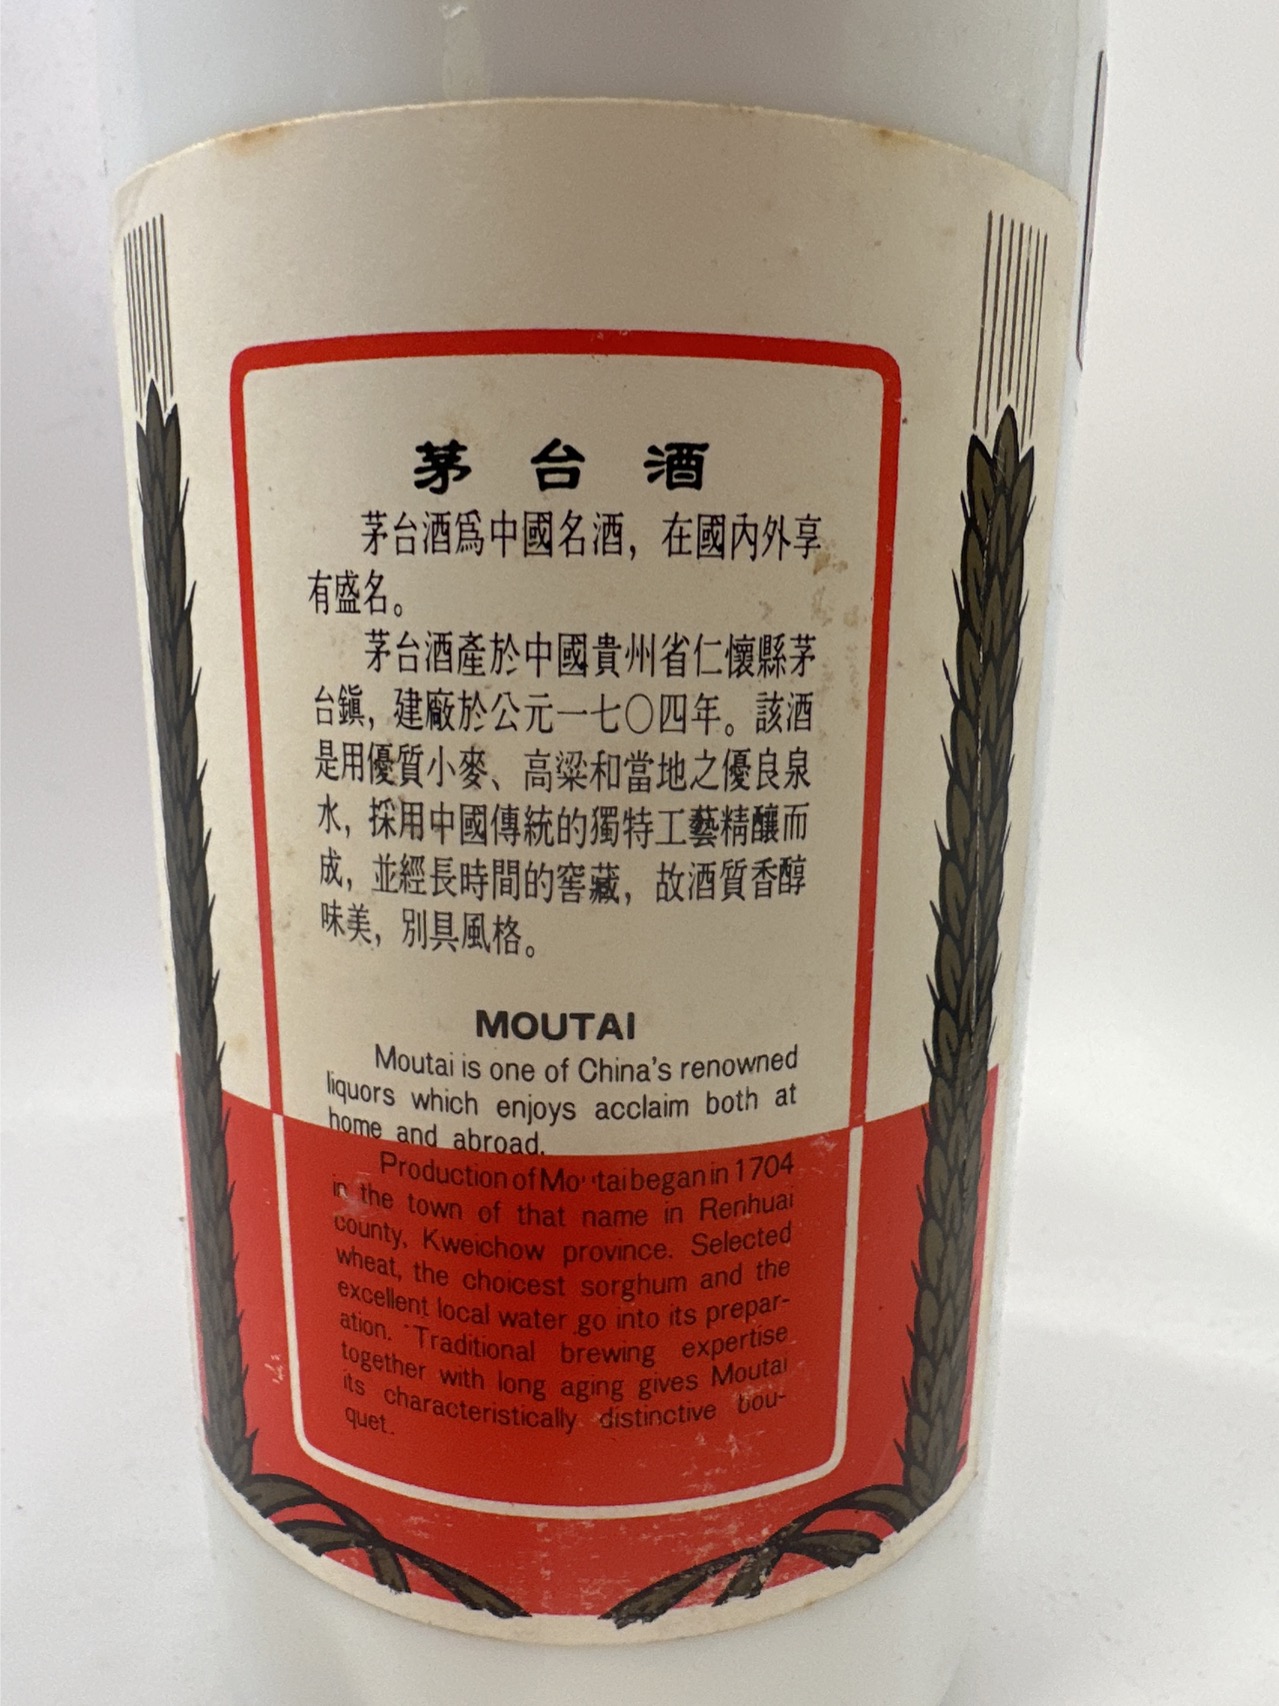 茅台酒
茅台酒爲中國名酒，在國內外享
有盛名。
茅台酒產於中國貴州省仁懷縣茅
台鎭，建廠於公元一七〇四年。該酒
是用優質小麥、高粱和當地之優良泉
水，採用中國傳統的獨特工藝精釀而
成，並經長時間的窖藏，故酒質香醇
味美，別具風格。
MOUTAI
Moutai is one of China's renowned
liquors which enjoys acclaim both at
home and abroad.
Production of Moutai began in 1704
in the town of that name in Renhuai
county, Kweichow province. Selected
wheat, the choicest sorghum and the
excellent local water go into its prepar-
ation. Traditional brewing expertise
together with long aging gives Moutai
its characteristically distinctive bou-
quet.